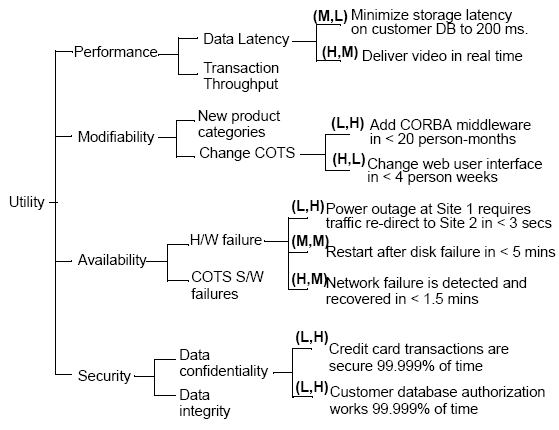 (M,L) Minimize storage latency
on customer DB to 200 ms.
Data Latency
Performance
(H,M) Deliver video in real time
Transaction
Throughput
New product
categories
(L,H) Add CORBA middleware
in < 20 person-months
Modifiability
Change COTS
(H,L) Change web user interface
in < 4 person weeks
Utility
(L,H) Power outage at Site 1 requires
traffic re-direct to Site 2 in < 3 secs
H/W failure
(M,M) Restart after disk failure in < 5 mins
Availability
COTS S/W
failures
(H,M) Network failure is detected and
recovered in < 1.5 mins
(L,H) Credit card transactions are
secure 99.999% of time
Data
confidentiality
Security
Data
integrity
(L,H) Customer database authorization
works 99.999% of time